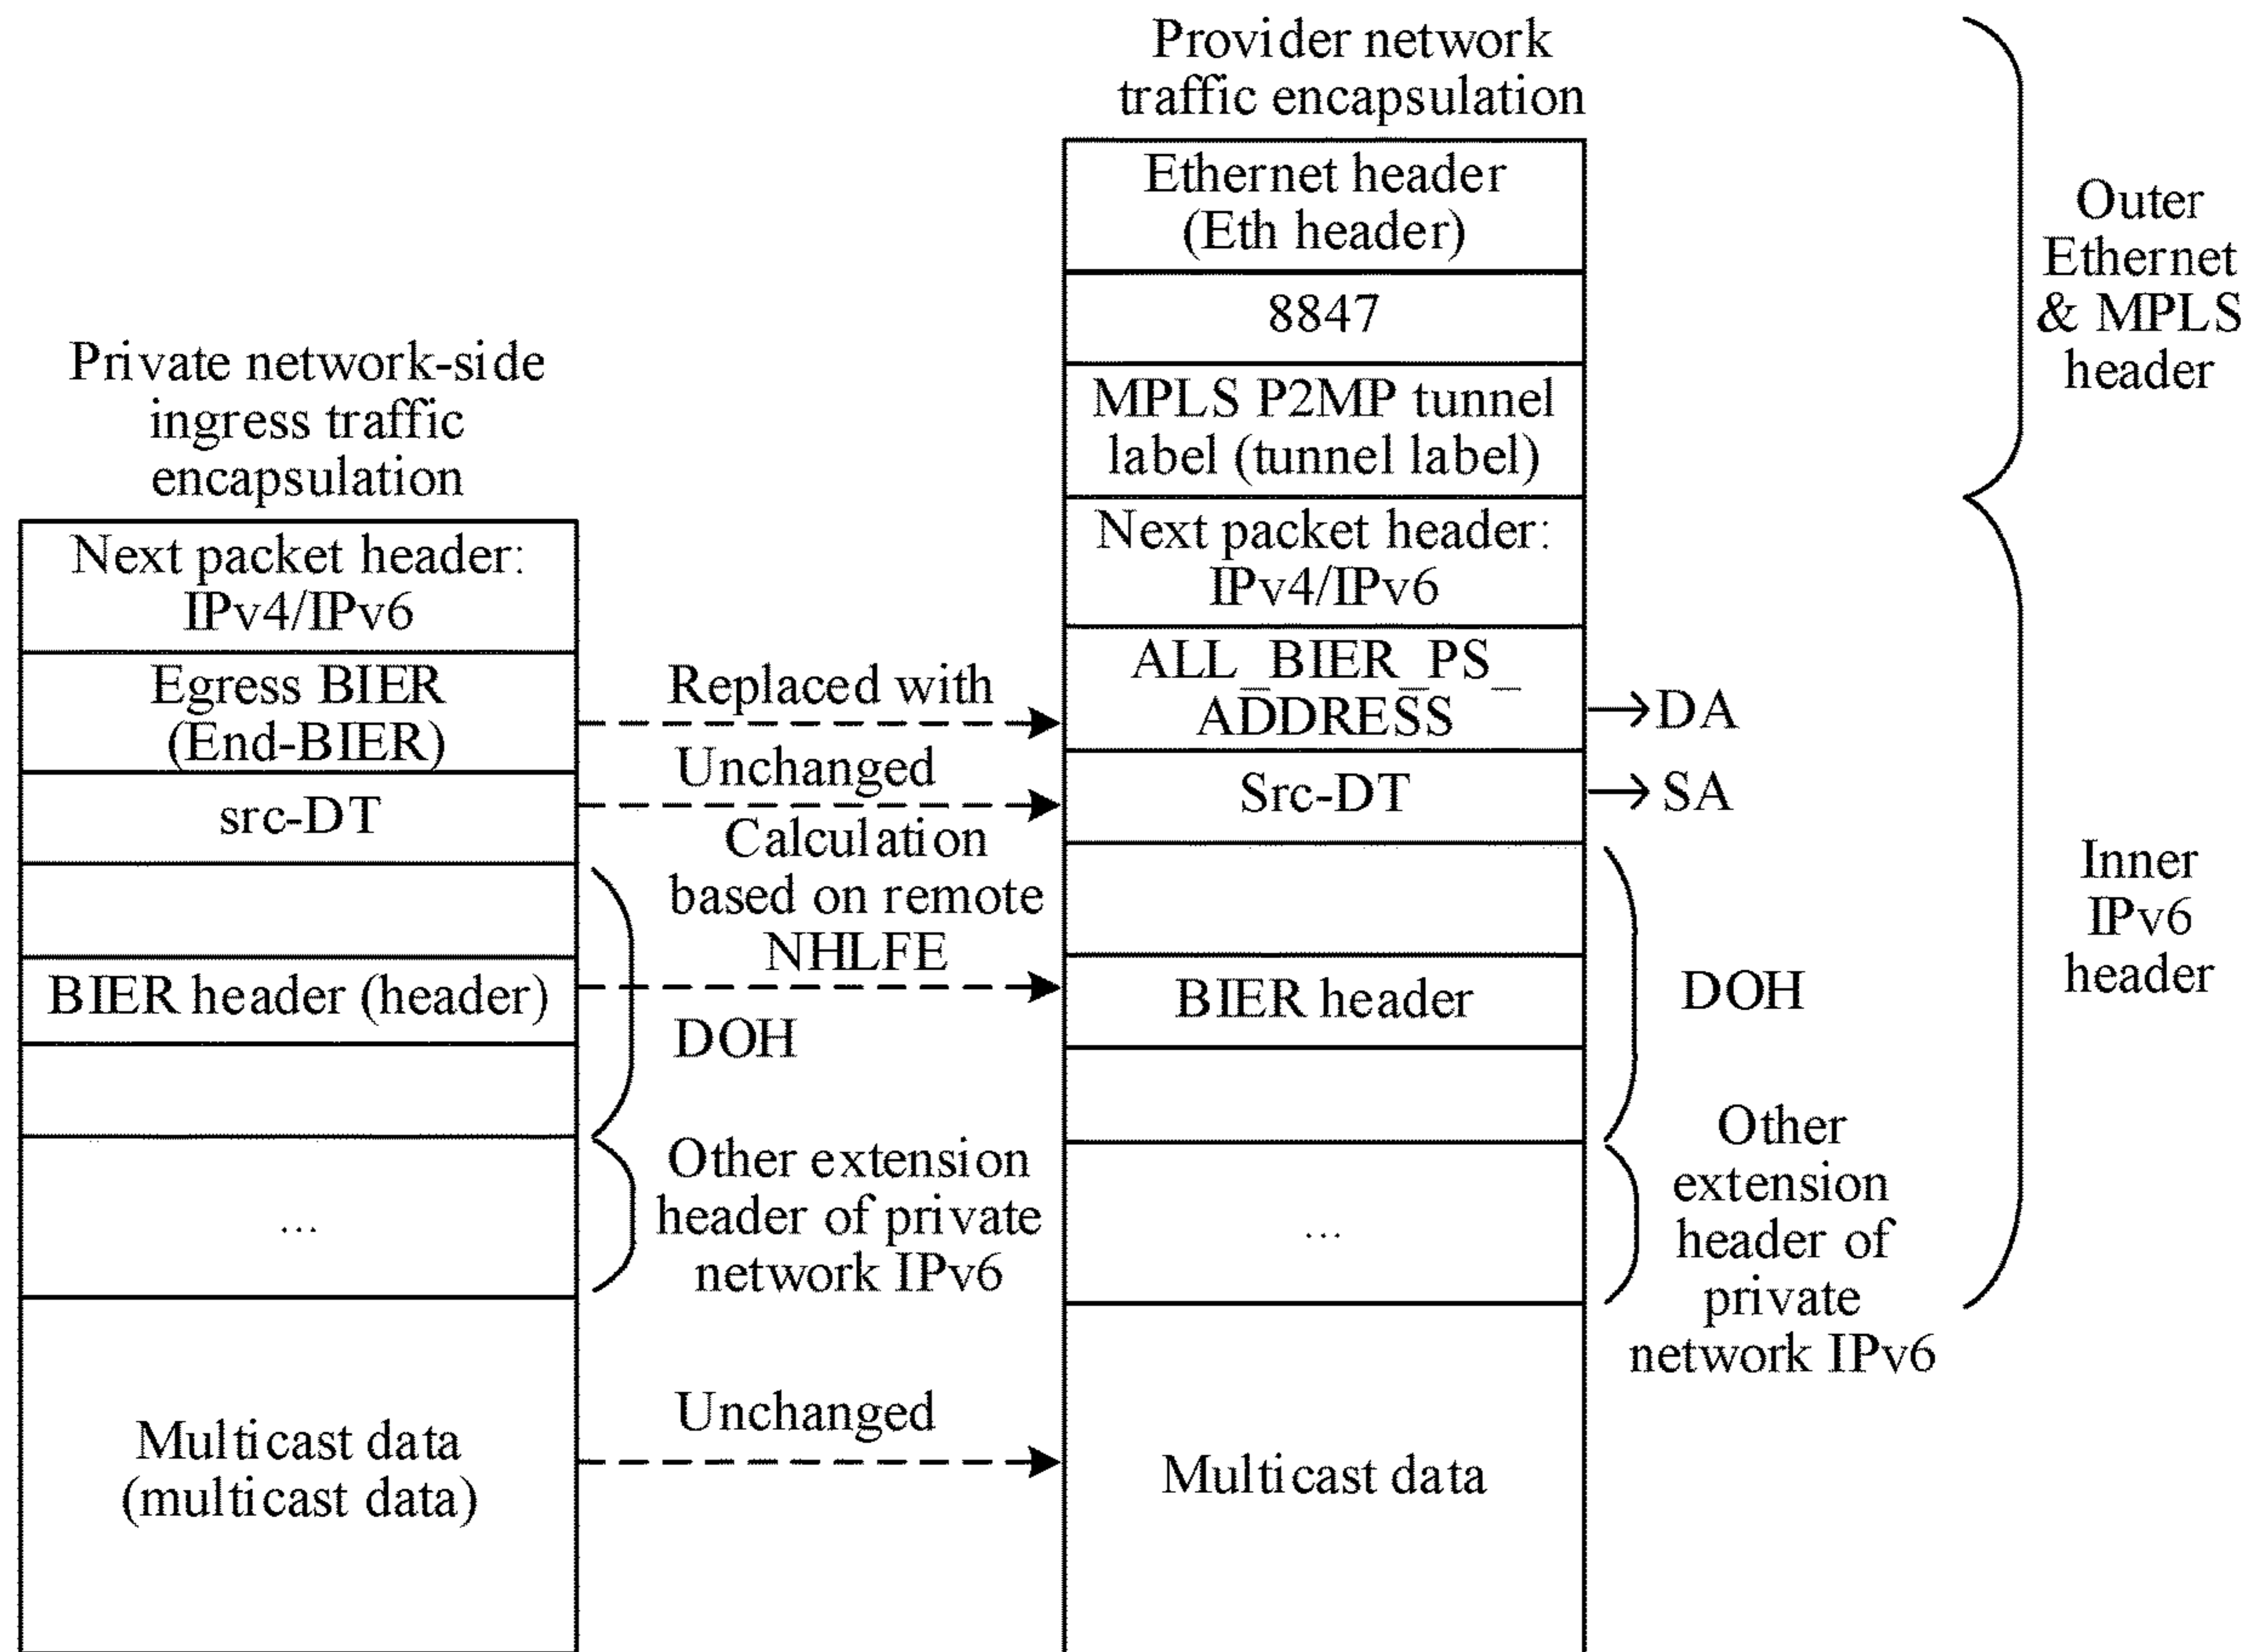 Private network-side
ingress traffic
encapsulation
Next packet header:
IPv4/IPv6
Egress BIER
(End-BIER)
src-DT
BIER header (header)
...
Multicast data
(multicast data)
Replaced with
Unchanged
Calculation
based on remote
NHLFE
DOH
Other extension
header of private
network IPv6
Unchanged
Provider network
traffic encapsulation
Ethernet header
(Eth header)
8847
MPLS P2MP tunnel
label (tunnel label)
Next packet header:
IPv4/IPv6
ALL_BIER_PS_
ADDRESS
Src-DT
BIER header
...
Multicast data
DA
SA
DOH
Other
extension
header of
private
network IPv6
Outer
Ethernet
& MPLS
header
Inner
IPv6
header